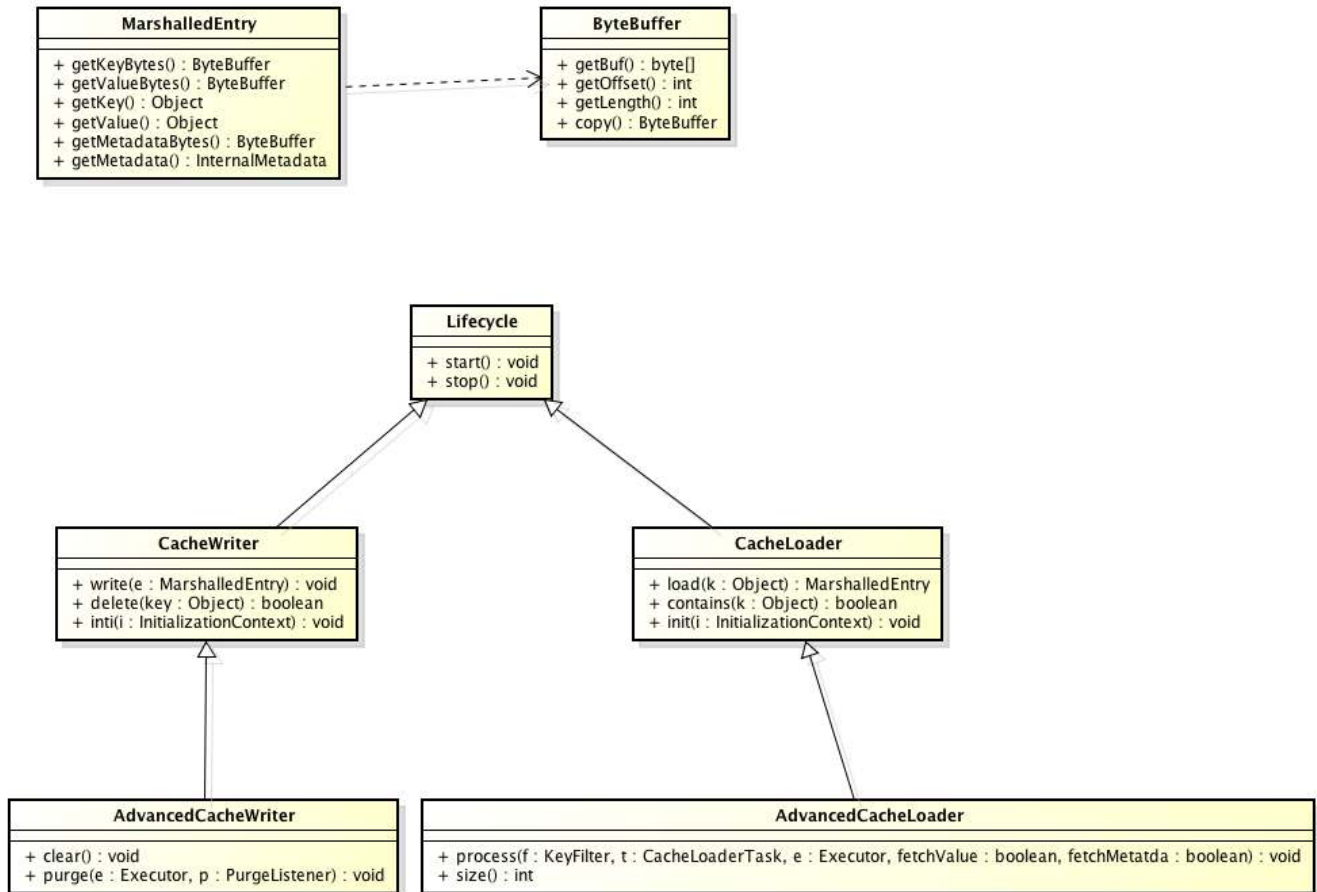 MarshalledEntry
+ getKeyBytes() : ByteBuffer
+ getValueBytes() : ByteBuffer
+ getKey() : Object
+ getValue() : Object
+ getMetadataBytes() : ByteBuffer
+ getMetadata() : InternalMetadata
ByteBuffer
+ getBuf() : byte[]
+ getOffset() : int
+ getLength() : int
+ copy() : ByteBuffer
Lifecycle
+ start() : void
+ stop() : void
CacheWriter
+ write(e : MarshalledEntry) : void
+ delete(key : Object) : boolean
+ inti(i : InitializationContext) : void
CacheLoader
+ load(k : Object) : MarshalledEntry
+ contains(k : Object) : boolean
+ init(i : InitializationContext) : void
AdvancedCacheWriter
+ clear() : void
+ purge(e : Executor, p : PurgeListener) : void
AdvancedCacheLoader
+ process(f : KeyFilter, t : CacheLoaderTask, e : Executor, fetchValue : boolean, fetchMetatda : boolean) : void
+ size() : int